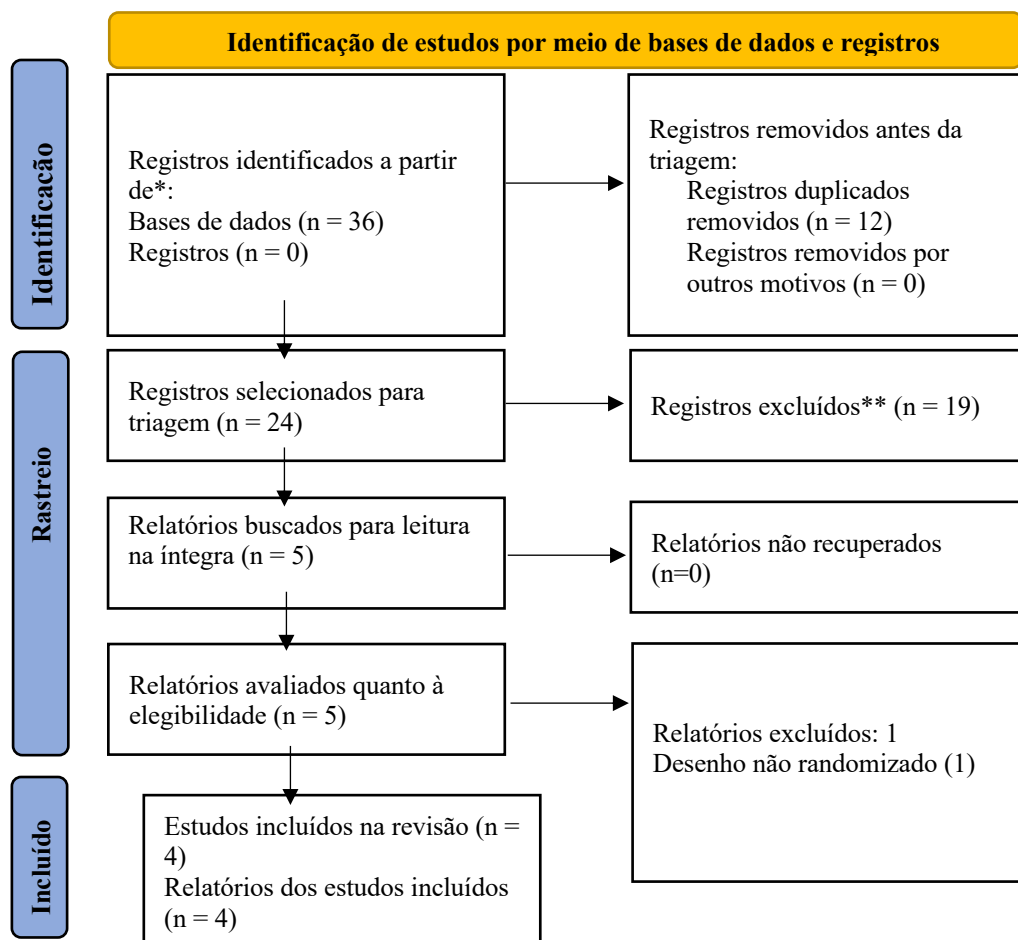 Identificação de estudos por meio de bases de dados e registros
Identificação
Registros identificados a partir
de*:
Bases de dados (n = 36)
Registros (n = 0)
Registros removidos antes da
triagem:
Registros duplicados
removidos (n = 12)
Registros removidos por
outros motivos (n = 0)
Rastreio
Registros selecionados para
triagem (n = 24)
Registros excluídos** (n = 19)
Relatórios buscados para leitura
na íntegra (n = 5)
Relatórios não recuperados
(n=0)
Relatórios avaliados quanto à
elegibilidade (n = 5)
Relatórios excluídos: 1
Desenho não randomizado (1)
Incluído
Estudos incluídos na revisão (n =
4)
Relatórios dos estudos incluídos
(n = 4)